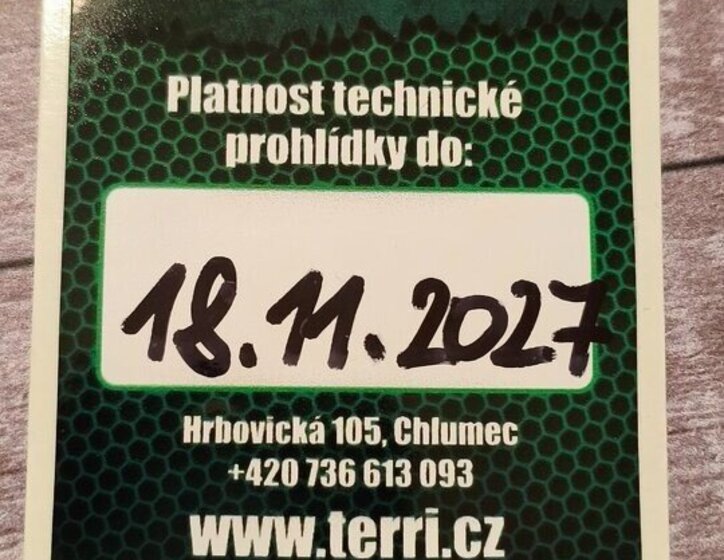 Platnost technické
prohlídky do:
18.11.2027
Hrbovická 105, Chlumec
+420 736 613 093
www.terri.cz